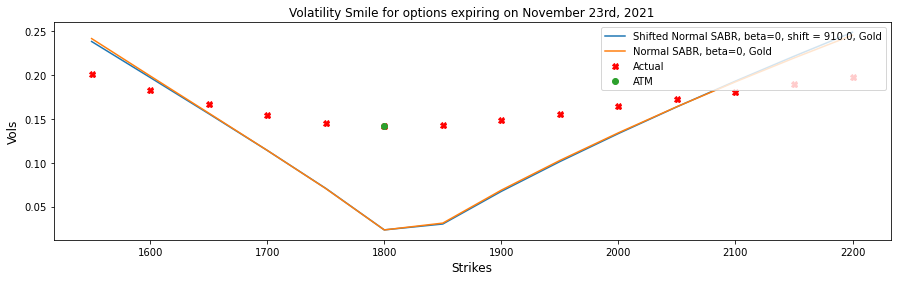 Volatility Smile for options expiring on November 23rd, 2021
Shifted Normal SABR, beta=0, shift = 910.0, Gold
Normal SABR, beta=0, Gold
Actual
ATM
0.25
0.20
0.15
0.10
0.05
Vols
1600 1700 1800 1900 2000 2100 2200
Strikes